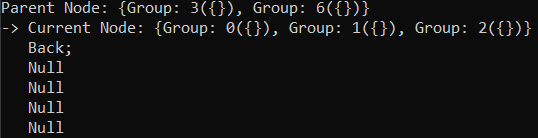 Parent Node: {Group: 3({}), Group: 6({})}
-> Current Node: {Group: 0({}), Group: 1({}), Group: 2({})}
Back;
Null
Null
Null
Null